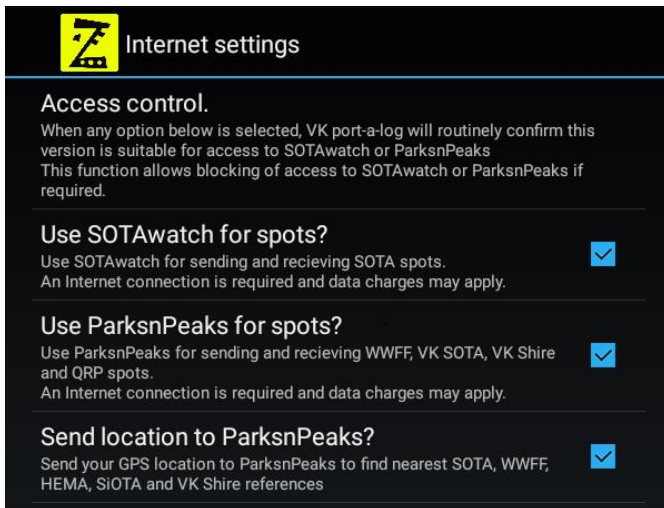 Internet settings
Access control.
When any option below is selected, VK port-a-log will routinely confirm this
version is suitable for access to SOTAwatch or ParksnPeaks
This function allows blocking of access to SOTAwatch or ParksnPeaks if
required.
Use SOTAwatch for spots?
Use SOTAwatch for sending and recieving SOTA spots.
An Internet connection is required and data charges may apply.
Use ParksnPeaks for spots?
Use ParksnPeaks for sending and recieving WWFF, VK SOTA, VK Shire
and QRP spots.
An Internet connection is required and data charges may apply.
Send location to ParksnPeaks?
Send your GPS location to ParksnPeaks to find nearest SOTA, WWFF,
HEMA, SiOTA and VK Shire references